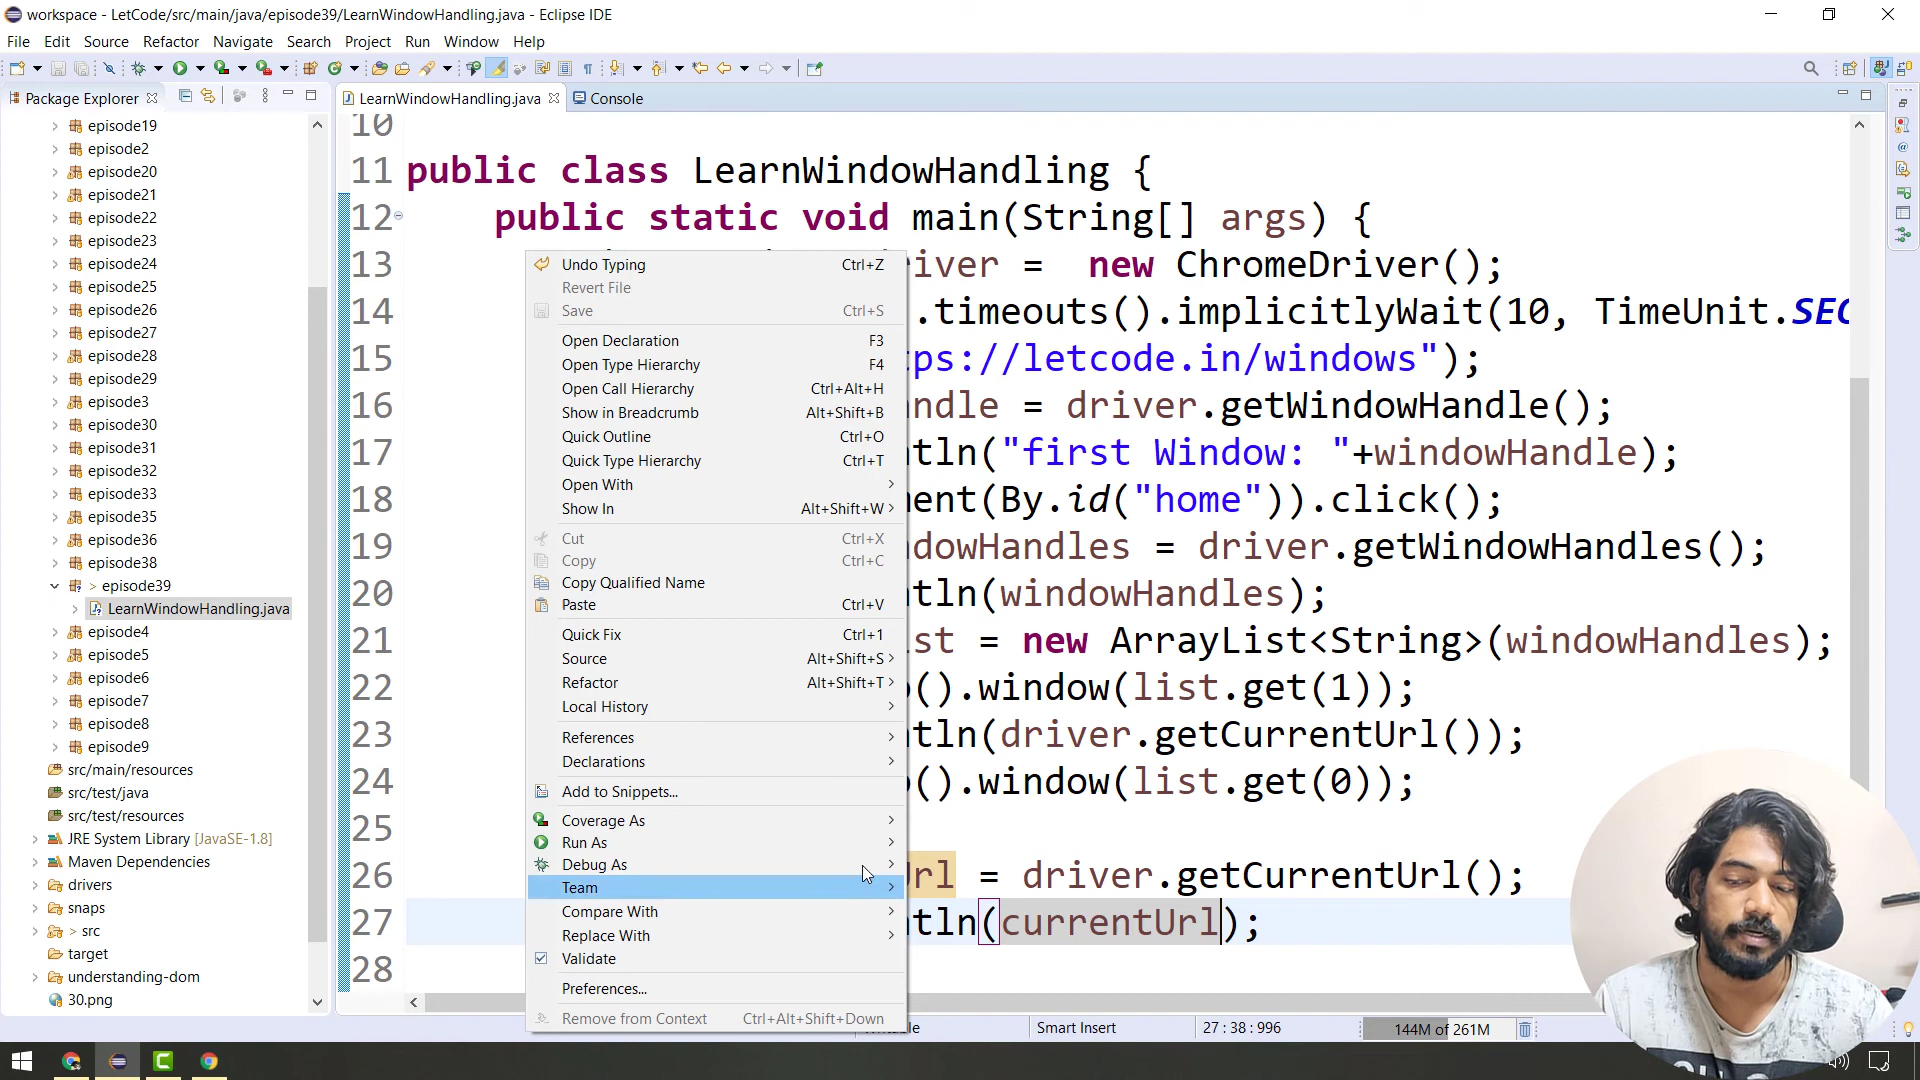 workspace - LetCode/src/main/java/episode39/LearnWindowHandling.java - Eclipse IDE
File Edit Source Refactor Navigate Search Project Run Window Help
Package Explorer
LearnWindowHandling.java
Console
episode19
episode2
episode20
episode21
episode22
episode23
episode24
episode25
episode26
episode27
episode28
episode29
episode3
episode30
episode31
episode32
episode33
episode35
episode36
episode38
> episode39
LearnWindowHandling.java
episode4
episode5
episode6
episode7
episode8
episode9
src/main/resources
src/test/java
src/test/resources
JRE System Library [JavaSE-1.8]
Maven Dependencies
drivers
snaps
> src
target
understanding-dom
30.png
10
11 public class LearnWindowHandling {
12 public static void main(String[] args) {
13 river = new ChromeDriver();
14 .timeouts().implicitlyWait(10, TimeUnit.SEC
15 ps://letcode.in/windows");
16 andle = driver.getWindowHandle();
17 tln("first Window: "+windowHandle);
18 ment(By.id("home")).click();
19 dowHandles = driver.getWindowHandles();
20 tln(windowHandles);
21 st = new ArrayList<String>(windowHandles);
22 ().window(list.get(1));
23 tln(driver.getCurrentUrl());
24 ().window(list.get(0));
25
26 Url = driver.getCurrentUrl();
27 tln(currentUrl);
28
Undo Typing Ctrl+Z
Revert File
Save Ctrl+S
Open Declaration F3
Open Type Hierarchy F4
Open Call Hierarchy Ctrl+Alt+H
Show in Breadcrumb Alt+Shift+B
Quick Outline Ctrl+O
Quick Type Hierarchy Ctrl+T
Open With
Show In Alt+Shift+W
Cut Ctrl+X
Copy Ctrl+C
Copy Qualified Name
Paste Ctrl+V
Quick Fix Ctrl+1
Source Alt+Shift+S
Refactor Alt+Shift+T
Local History
References
Declarations
Add to Snippets...
Coverage As
Run As
Debug As
Team
Compare With
Replace With
Validate
Preferences...
Remove from Context Ctrl+Alt+Shift+Down
Smart Insert
27 : 38 : 996
144M of 261M